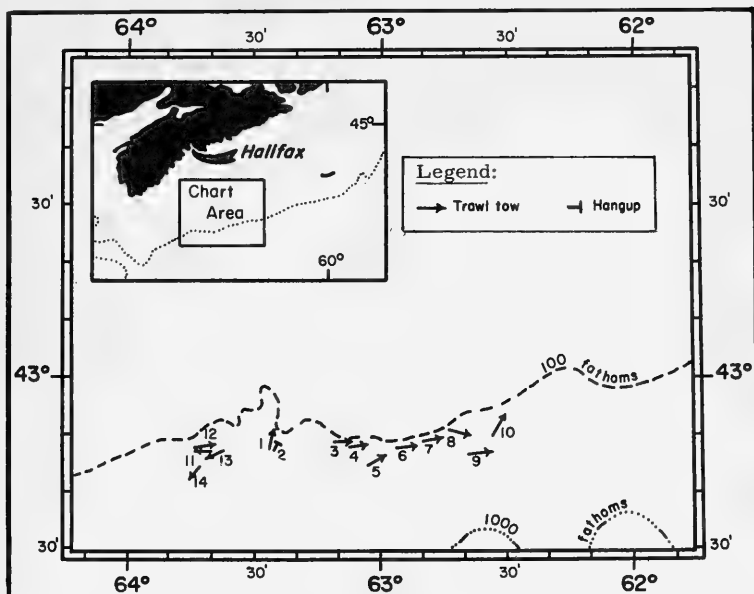 64° 30' 63° 30' 62°
45°
Halifax
Chart
Area
60°
Legend:
Trawl tow Hangup
30' 30'
43° 43°
100 fathoms
12
11 13
14
1 2
3 4 5 6 7 8 9 10
1000 fathoms
30' 30'
64° 30' 63° 30' 62°